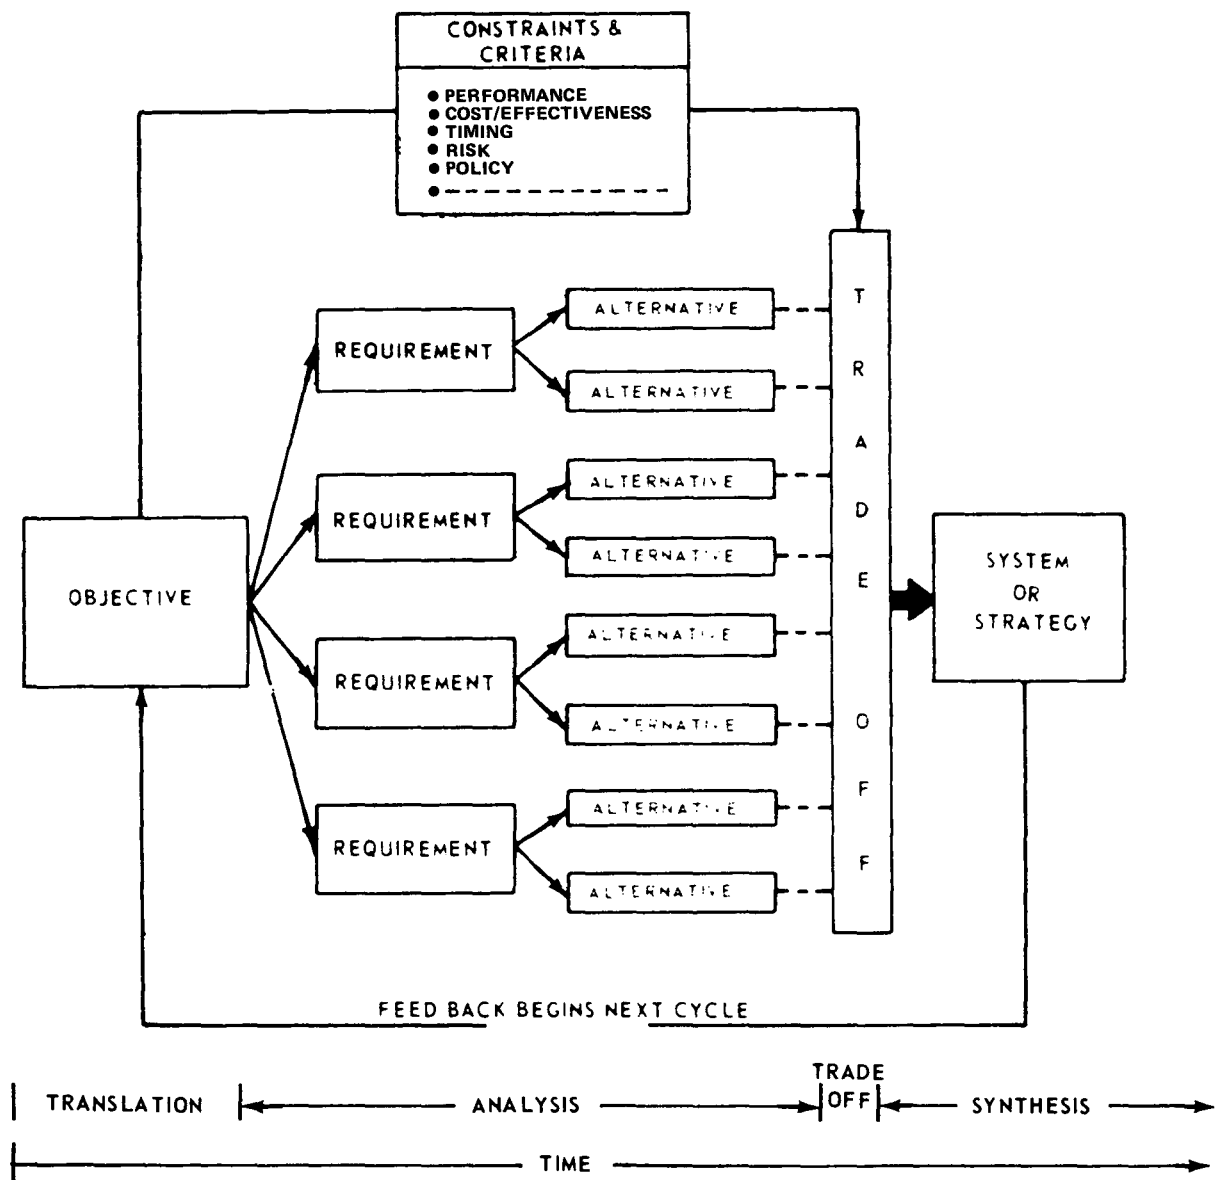 CONSTRAINTS &
CRITERIA
● PERFORMANCE
● COST/EFFECTIVENESS
● TIMING
● RISK
● POLICY
● - - - - - - - - - - - - -
OBJECTIVE
REQUIREMENT
REQUIREMENT
REQUIREMENT
REQUIREMENT
ALTERNATIVE
ALTERNATIVE
ALTERNATIVE
ALTERNATIVE
ALTERNATIVE
ALTERNATIVE
ALTERNATIVE
ALTERNATIVE
TRADE OFF
SYSTEM
OR
STRATEGY
FEED BACK BEGINS NEXT CYCLE
TRANSLATION
ANALYSIS
TRADE
OFF
SYNTHESIS
TIME